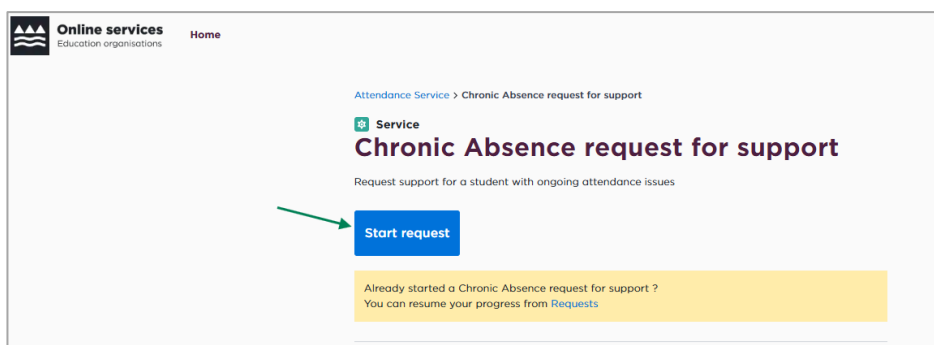 Online services
Education organisations
Home
Attendance Service > Chronic Absence request for support
Service
Chronic Absence request for support
Request support for a student with ongoing attendance issues
Start request
Already started a Chronic Absence request for support ?
You can resume your progress from Requests